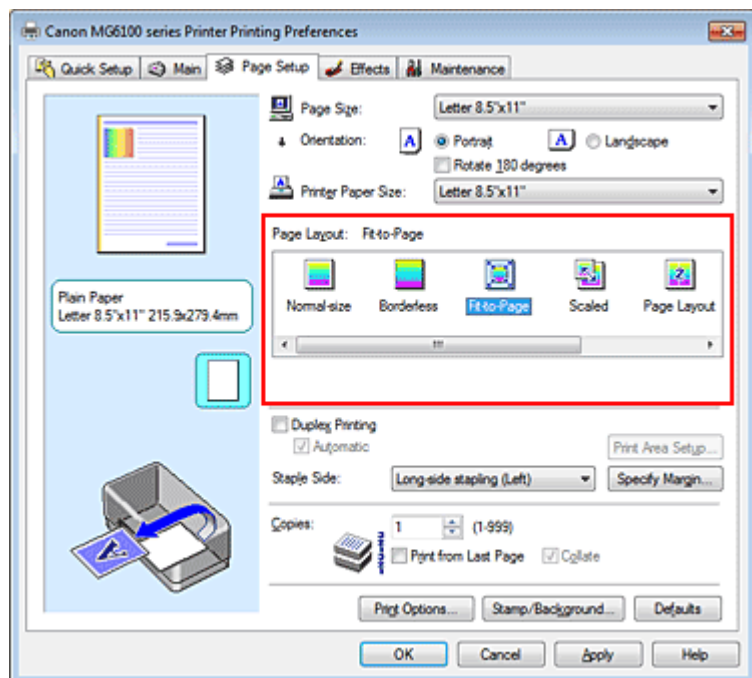 Canon MG6100 series Printer Printing Preferences
Quick Setup Main Page Setup Effects Maintenance
Page Size: Letter 8.5"x11"
Orientation: A Portrait A Landscape
Rotate 180 degrees
Printer Paper Size: Letter 8.5"x11"
Page Layout: Fit-to-Page
Normal-size Borderless Fit-to-Page Scaled Page Layout
Plain Paper
Letter 8.5"x11" 215.9x279.4mm
Duplex Printing
Automatic Print Area Setup...
Staple Side: Long-side stapling (Left) Specify Margin...
Copies: 1 (1-999)
Print from Last Page Collate
Print Options... Stamp/Background... Defaults
OK Cancel Apply Help